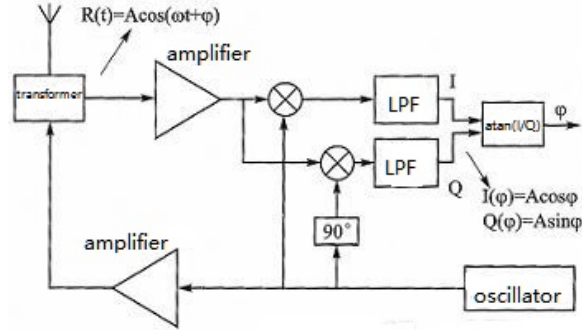 R(t)=Acos(ωt+φ)
amplifier
transformer
LPF
I
atan(I/Q)
φ
LPF
Q
I(φ)=Acosφ
Q(φ)=Asinφ
90°
amplifier
oscillator